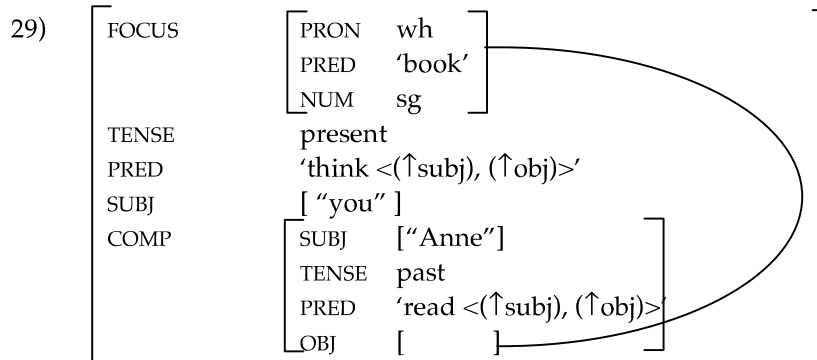 29) FOCUS PRON wh
PRED ‘book’
NUM sg
TENSE present
PRED ‘think <(↑subj), (↑obj)>’
SUBJ [ “you” ]
COMP SUBJ [“Anne”]
TENSE past
PRED ‘read <(↑subj), (↑obj)>’
OBJ [ ]